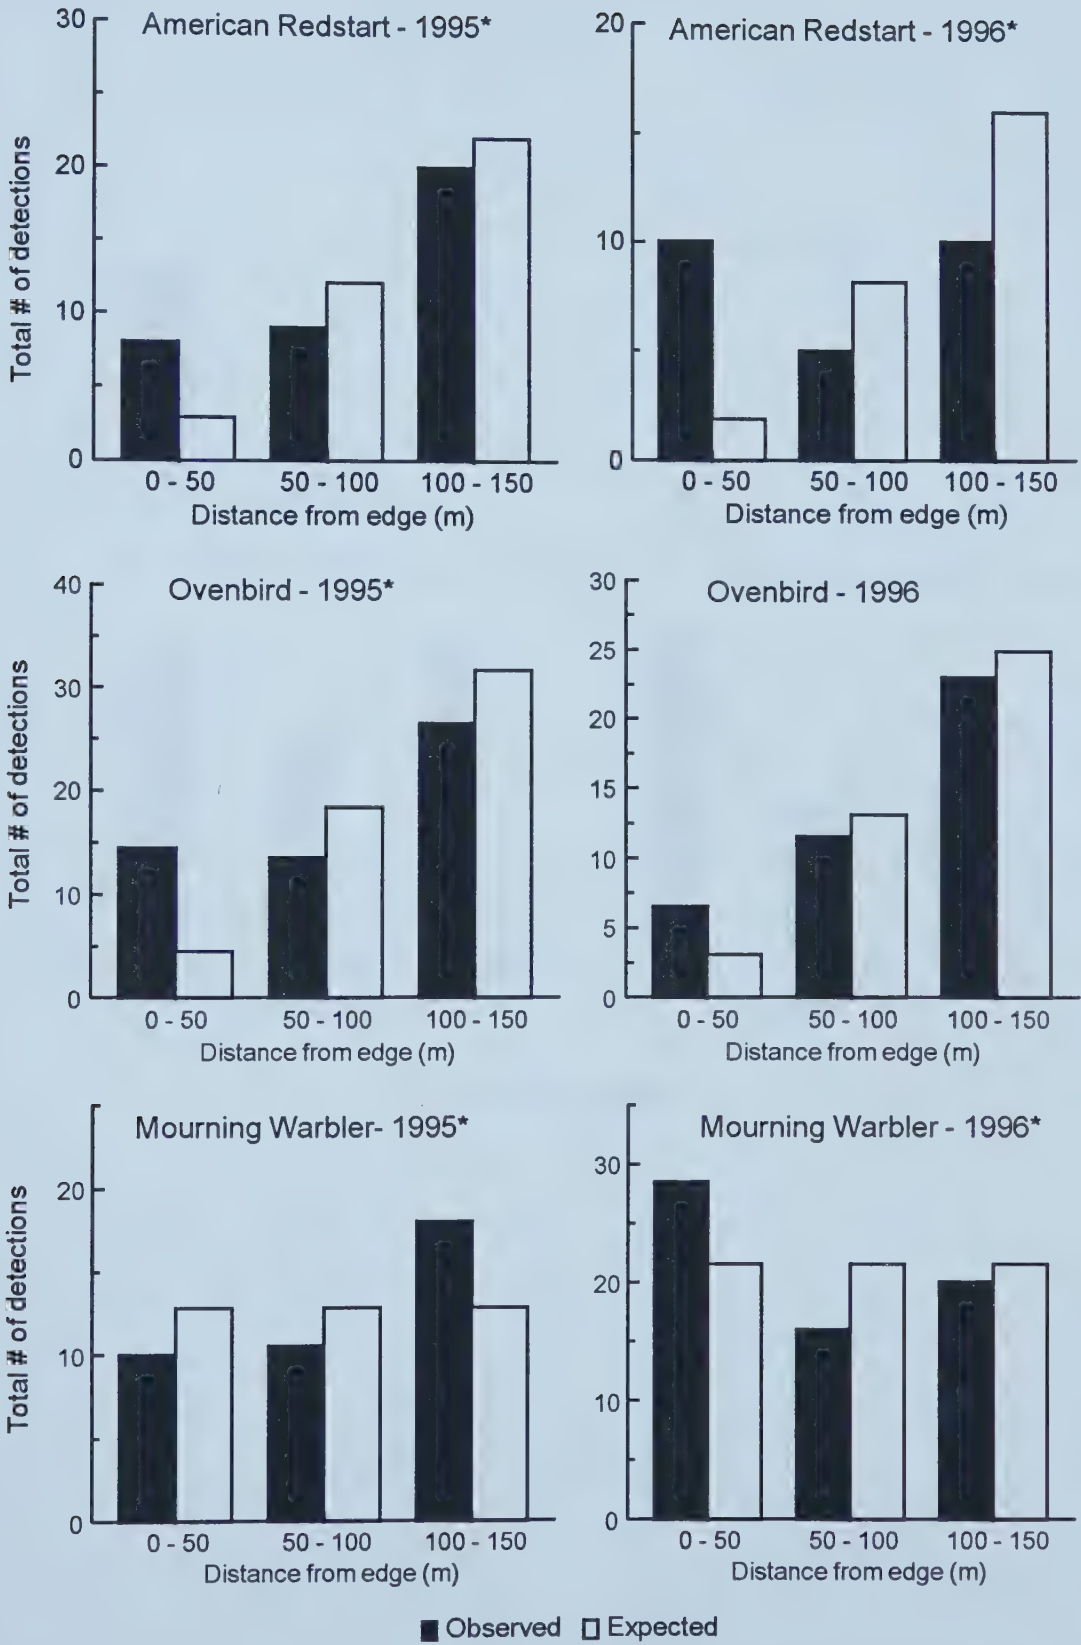 American Redstart - 1995*
30
20
10
0
Total # of detections
0 - 50 50 - 100 100 - 150
Distance from edge (m)
American Redstart - 1996*
20
10
0
0 - 50 50 - 100 100 - 150
Distance from edge (m)
Ovenbird - 1995*
40
30
20
10
0
Total # of detections
0 - 50 50 - 100 100 - 150
Distance from edge (m)
Ovenbird - 1996
30
25
20
15
10
5
0
0 - 50 50 - 100 100 - 150
Distance from edge (m)
Mourning Warbler- 1995*
20
10
0
Total # of detections
0 - 50 50 - 100 100 - 150
Distance from edge (m)
Mourning Warbler - 1996*
30
20
10
0
0 - 50 50 - 100 100 - 150
Distance from edge (m)
Observed Expected